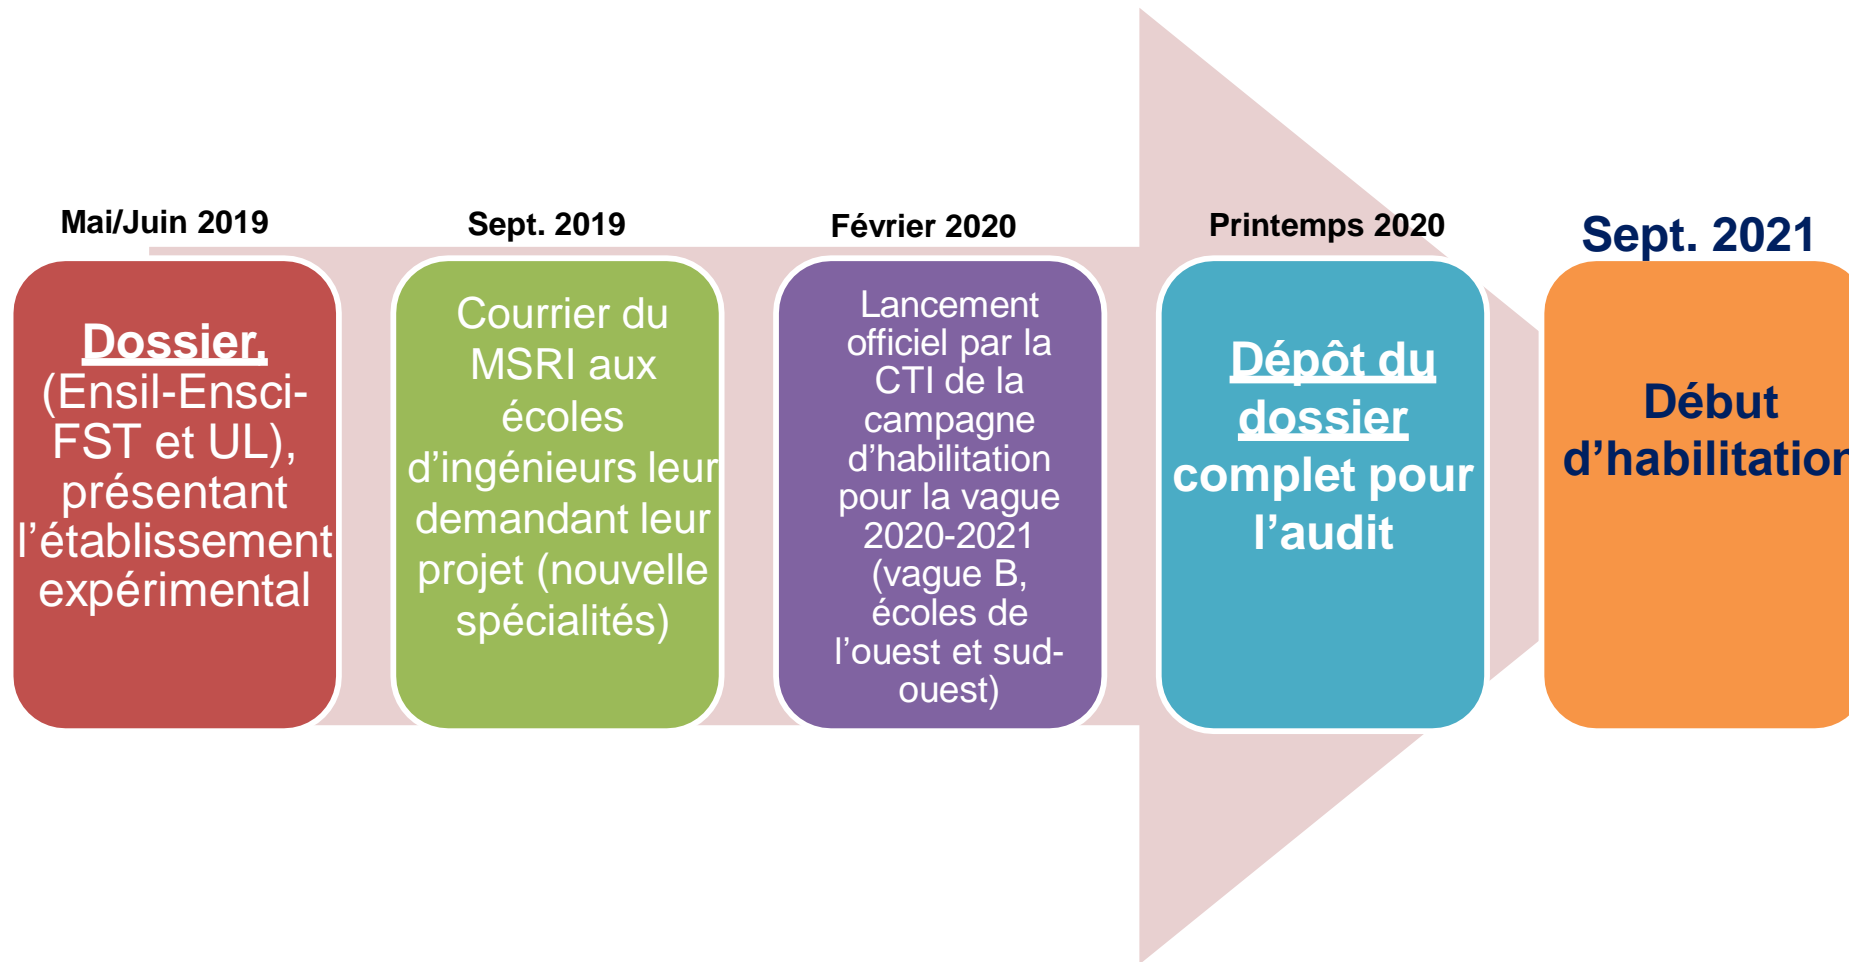 Mai/Juin 2019
Dossier.
(Ensil-Ensci-
FST et UL),
présentant
l’établissement
expérimental
Sept. 2019
Courrier du
MSRI aux
écoles
d’ingénieurs leur
demandant leur
projet (nouvelle
spécialités)
Février 2020
Lancement
officiel par la
CTI de la
campagne
d’habilitation
pour la vague
2020-2021
(vague B,
écoles de
l’ouest et sud-
ouest)
Printemps 2020
Dépôt du
dossier
complet pour
l’audit
Sept. 2021
Début
d’habilitation